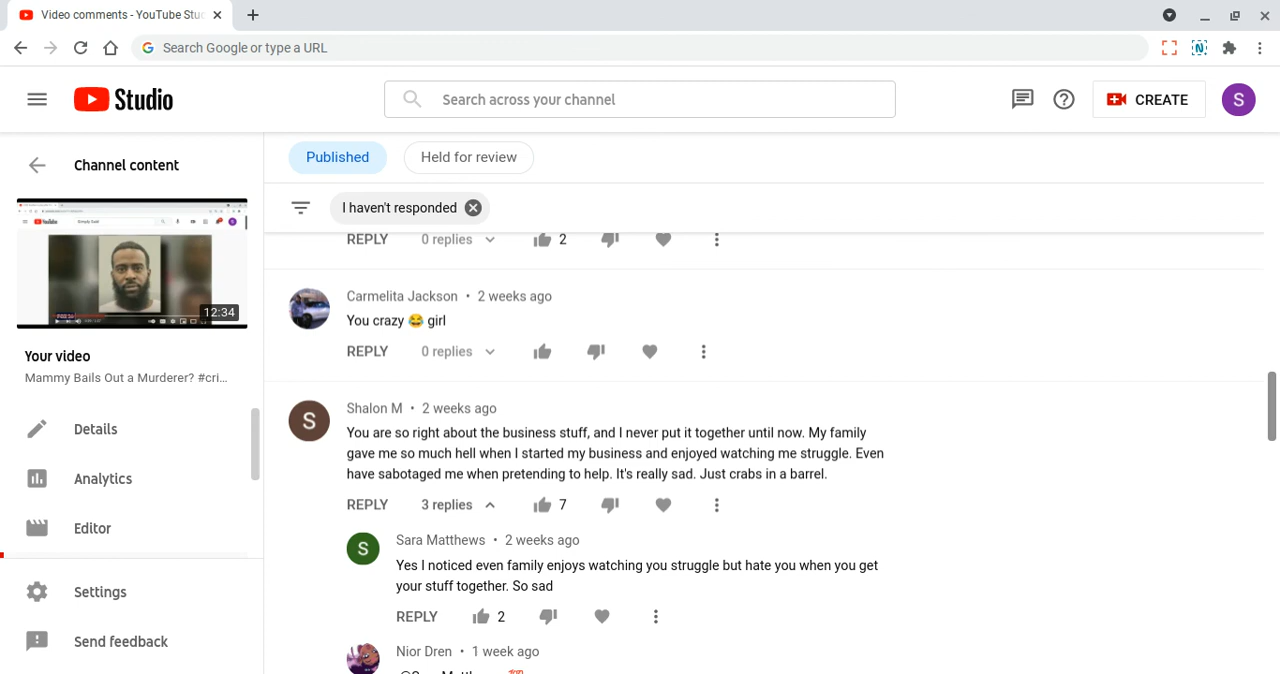 Video comments - YouTube Stu
Search Google or type a URL
Studio
Search across your channel
CREATE
S
Channel content
Published
Held for review
I haven't responded
12:34
Your video
Mammy Bails Out a Murderer? #cri...
Details
Analytics
Editor
Settings
Send feedback
REPLY 0 replies 2
Carmelita Jackson • 2 weeks ago
You crazy 😂 girl
REPLY 0 replies
S
Shalon M • 2 weeks ago
You are so right about the business stuff, and I never put it together until now. My family
gave me so much hell when I started my business and enjoyed watching me struggle. Even
have sabotaged me when pretending to help. It's really sad. Just crabs in a barrel.
REPLY 3 replies 7
S
Sara Matthews • 2 weeks ago
Yes I noticed even family enjoys watching you struggle but hate you when you get
your stuff together. So sad
REPLY 2
Nior Dren • 1 week ago